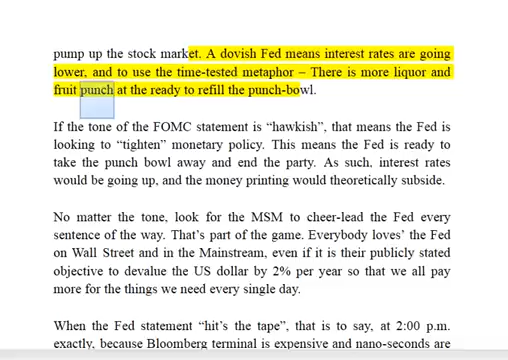 pump up the stock market. A dovish Fed means interest rates are going
lower, and to use the time-tested metaphor – There is more liquor and
fruit punch at the ready to refill the punch-bowl.
If the tone of the FOMC statement is “hawkish”, that means the Fed is
looking to “tighten” monetary policy. This means the Fed is ready to
take the punch bowl away and end the party. As such, interest rates
would be going up, and the money printing would theoretically subside.
No matter the tone, look for the MSM to cheer-lead the Fed every
sentence of the way. That’s part of the game. Everybody loves’ the Fed
on Wall Street and in the Mainstream, even if it is their publicly stated
objective to devalue the US dollar by 2% per year so that we all pay
more for the things we need every single day.
When the Fed statement “hit’s the tape”, that is to say, at 2:00 p.m.
exactly, because Bloomberg terminal is expensive and nano-seconds are